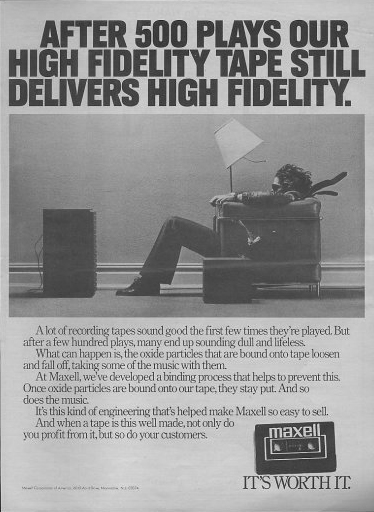 AFTER 500 PLAYS OUR
HIGH FIDELITY TAPE STILL
DELIVERS HIGH FIDELITY.
A lot of recording tapes sound good the first few times they're played. But
after a few hundred plays, many end up sounding dull and lifeless.
What can happen is, the oxide particles that are bound onto tape loosen
and fall off, taking some of the music with them.
At Maxell, we've developed a binding process that helps to prevent this.
Once oxide particles are bound onto our tape, they stay put. And so
does the music.
It's this kind of engineering that's helped make Maxell so easy to sell.
And when a tape is this well made, not only do
you profit from it, but so do your customers.
maxell
IT'S WORTH IT.
Maxell Corporation of America,